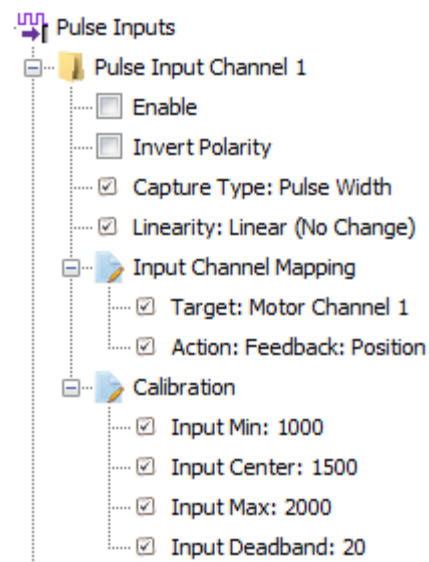 Pulse Inputs
Pulse Input Channel 1
Enable
Invert Polarity
Capture Type: Pulse Width
Linearity: Linear (No Change)
Input Channel Mapping
Target: Motor Channel 1
Action: Feedback: Position
Calibration
Input Min: 1000
Input Center: 1500
Input Max: 2000
Input Deadband: 20